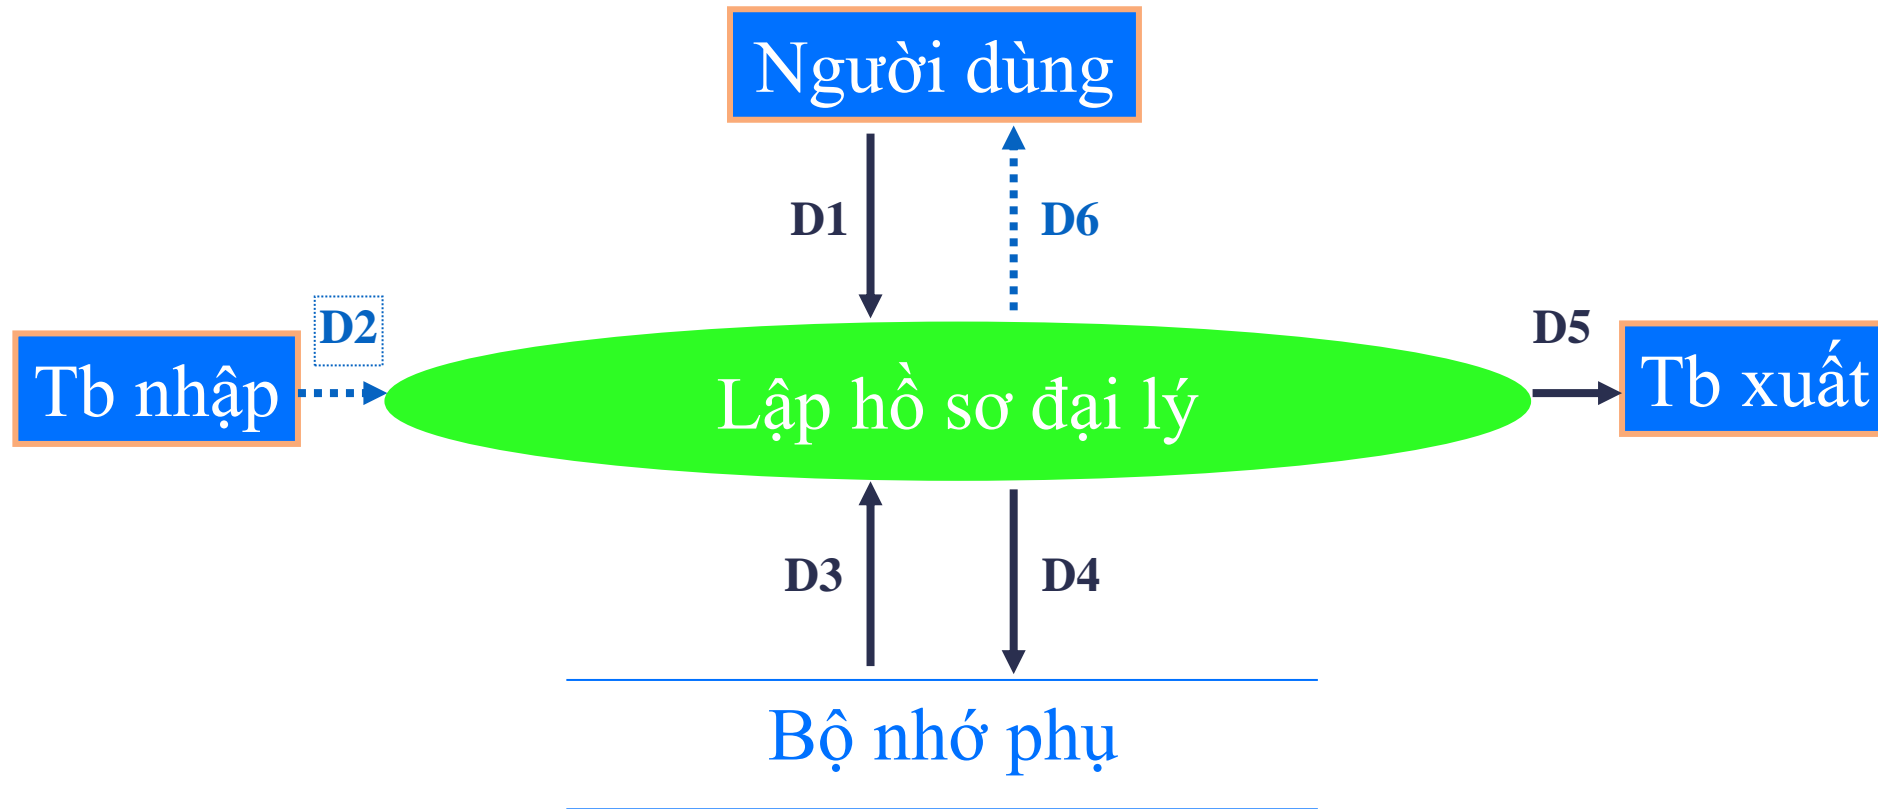 Người dùng
D1
D6
D2
D5
Tb nhập
Lập hồ sơ đại lý
Tb xuất
D3
D4
Bộ nhớ phụ